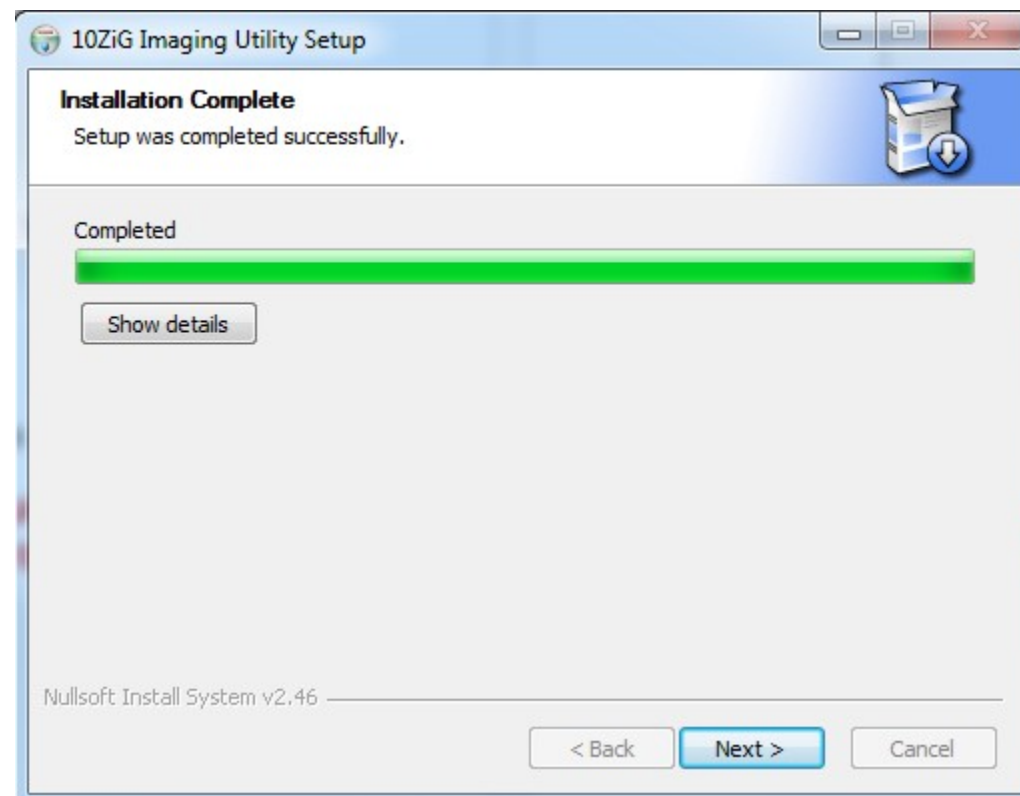 10ZiG Imaging Utility Setup
Installation Complete
Setup was completed successfully.
Completed
Show details
Nullsoft Install System v2.46
< Back Next > Cancel